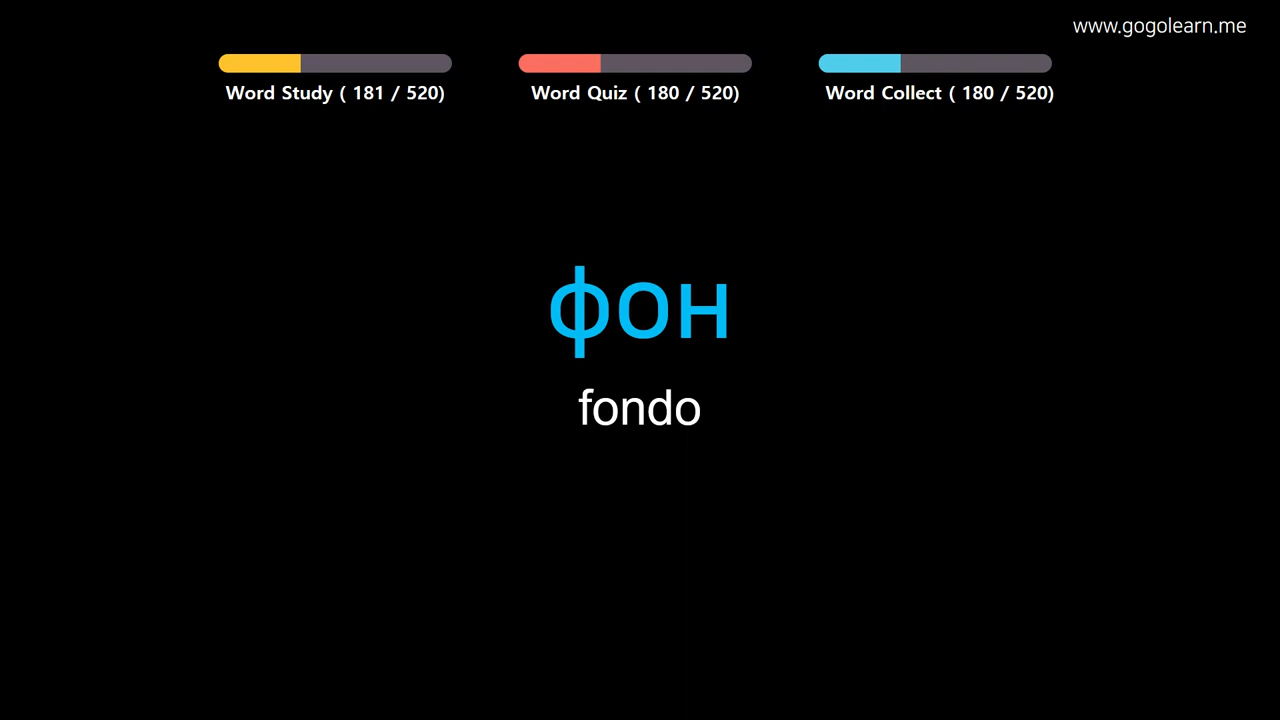 www.gogolearn.me
Word Study ( 181 / 520)
Word Quiz ( 180 / 520)
Word Collect ( 180 / 520)
фон
fondo